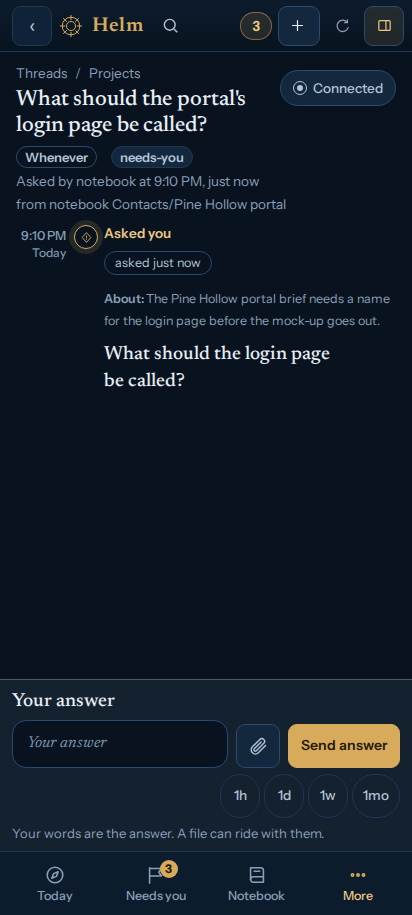 ‹
Helm
3
+
Threads / Projects
What should the portal's
login page be called?
Connected
Whenever
needs-you
Asked by notebook at 9:10 PM, just now
from notebook Contacts/Pine Hollow portal
9:10 PM
Today
Asked you
asked just now
About: The Pine Hollow portal brief needs a name
for the login page before the mock-up goes out.
What should the login page
be called?
Your answer
Your answer
Send answer
1h
1d
1w
1mo
Your words are the answer. A file can ride with them.
3
Today
Needs you
Notebook
More